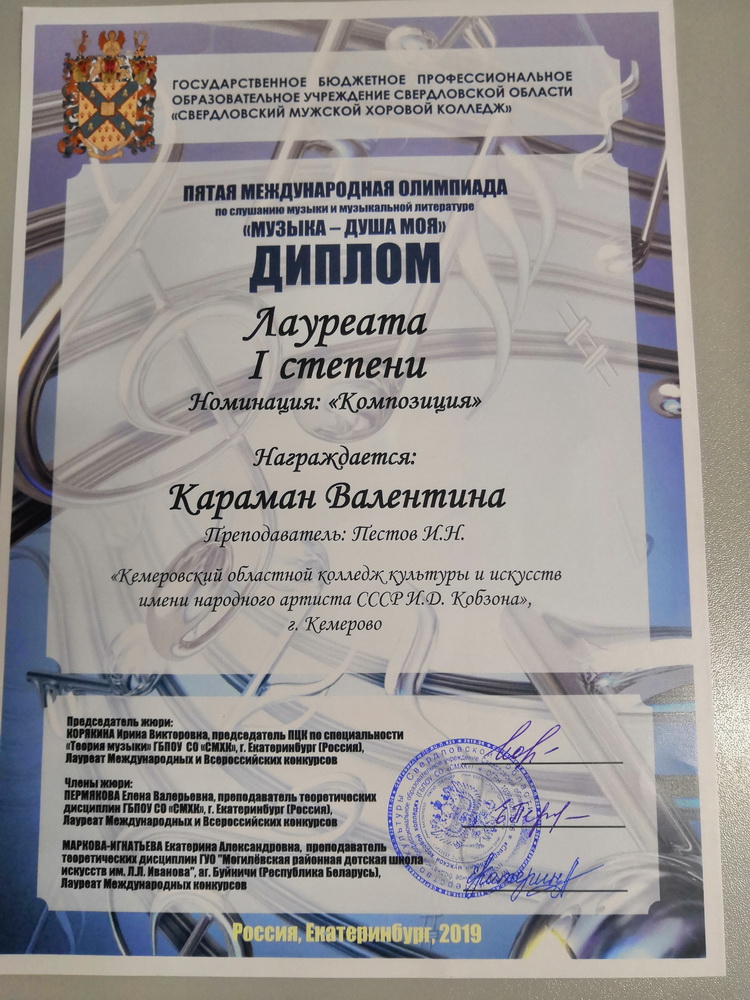 ГОСУДАРСТВЕННОЕ БЮДЖЕТНОЕ ПРОФЕССИОНАЛЬНОЕ
ОБРАЗОВАТЕЛЬНОЕ УЧРЕЖДЕНИЕ СВЕРДЛОВСКОЙ ОБЛАСТИ
«СВЕРДЛОВСКИЙ МУЖСКОЙ ХОРОВОЙ КОЛЛЕДЖ»
ПЯТАЯ МЕЖДУНАРОДНАЯ ОЛИМПИАДА
по слушанию музыки и музыкальной литературе
«МУЗЫКА – ДУША МОЯ»
ДИПЛОМ
Лауреата
I степени
Номинация: «Композиция»
Награждается:
Караман Валентина
Преподаватель: Пестов И.Н.
«Кемеровский областной колледж культуры и искусств
имени народного артиста СССР И.Д. Кобзона»,
г. Кемерово
Председатель жюри:
КОРЯКИНА Ирина Викторовна, председатель ПЦК по специальности
«Теория музыки» ГБПОУ СО «СМХК», г. Екатеринбург (Россия),
Лауреат Международных и Всероссийских конкурсов
Члены жюри:
ПЕРМЯКОВА Елена Валерьевна, преподаватель теоретических
дисциплин ГБПОУ СО «СМХК», г. Екатеринбург (Россия),
Лауреат Международных и Всероссийских конкурсов
МАРКОВА-ИГНАТЬЕВА Екатерина Александровна, преподаватель
теоретических дисциплин ГУО "Могилёвская районная детская школа
искусств им. Л.Л. Иванова", аг. Буйничи (Республика Беларусь),
Лауреат Международных конкурсов
Россия, Екатеринбург, 2019